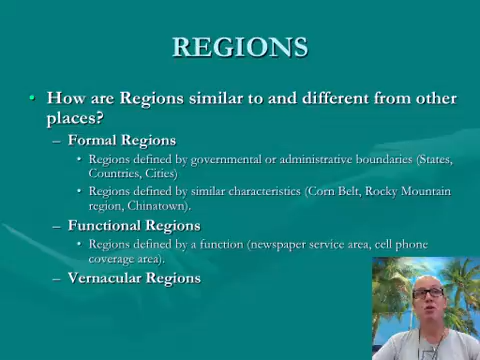 REGIONS
• How are Regions similar to and different from other
places?
– Formal Regions
• Regions defined by governmental or administrative boundaries (States,
Countries, Cities)
• Regions defined by similar characteristics (Corn Belt, Rocky Mountain
region, Chinatown).
– Functional Regions
• Regions defined by a function (newspaper service area, cell phone
coverage area).
– Vernacular Regions